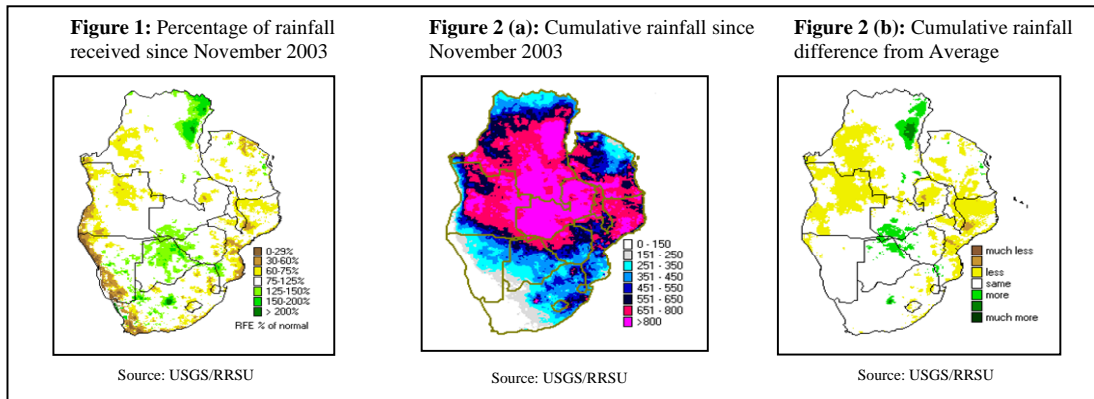 Figure 1: Percentage of rainfall
received since November 2003
0-29%
30-60%
60-75%
75-125%
125-150%
150-200%
> 200%
RFE % of normal
Source: USGS/RRSU
Figure 2 (a): Cumulative rainfall since
November 2003
0 - 150
151 - 250
251 - 350
351 - 450
451 - 550
551 - 650
651 - 800
>800
Source: USGS/RRSU
Figure 2 (b): Cumulative rainfall
difference from Average
much less
less
same
more
much more
Source: USGS/RRSU